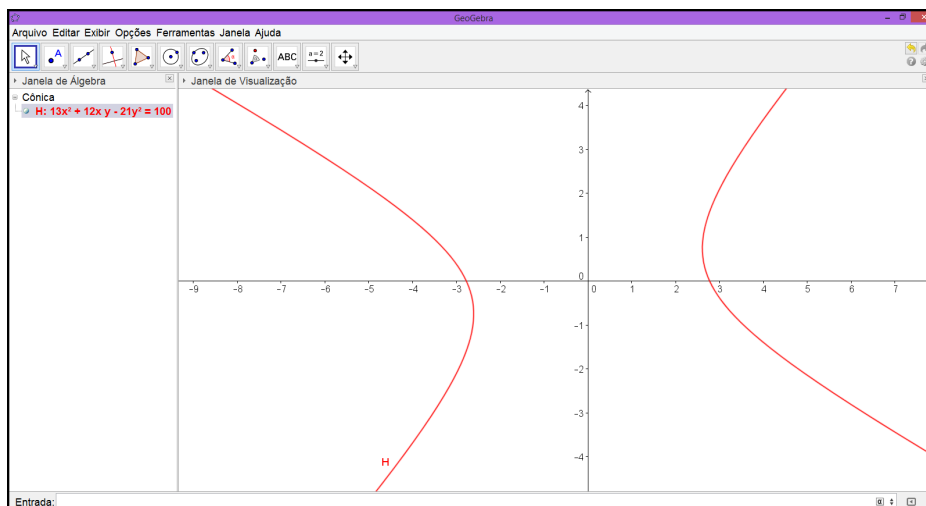 GeoGebra
Arquivo Editar Exibir Opções Ferramentas Janela Ajuda
A
ABC
a=2
Janela de Álgebra
Janela de Visualização
Cônica
H: 13x² + 12x y - 21y² = 100
4
3
2
1
0
-9 -8 -7 -6 -5 -4 -3 -2 -1 0 1 2 3 4 5 6 7
-1
-2
-3
-4
H
Entrada:
α